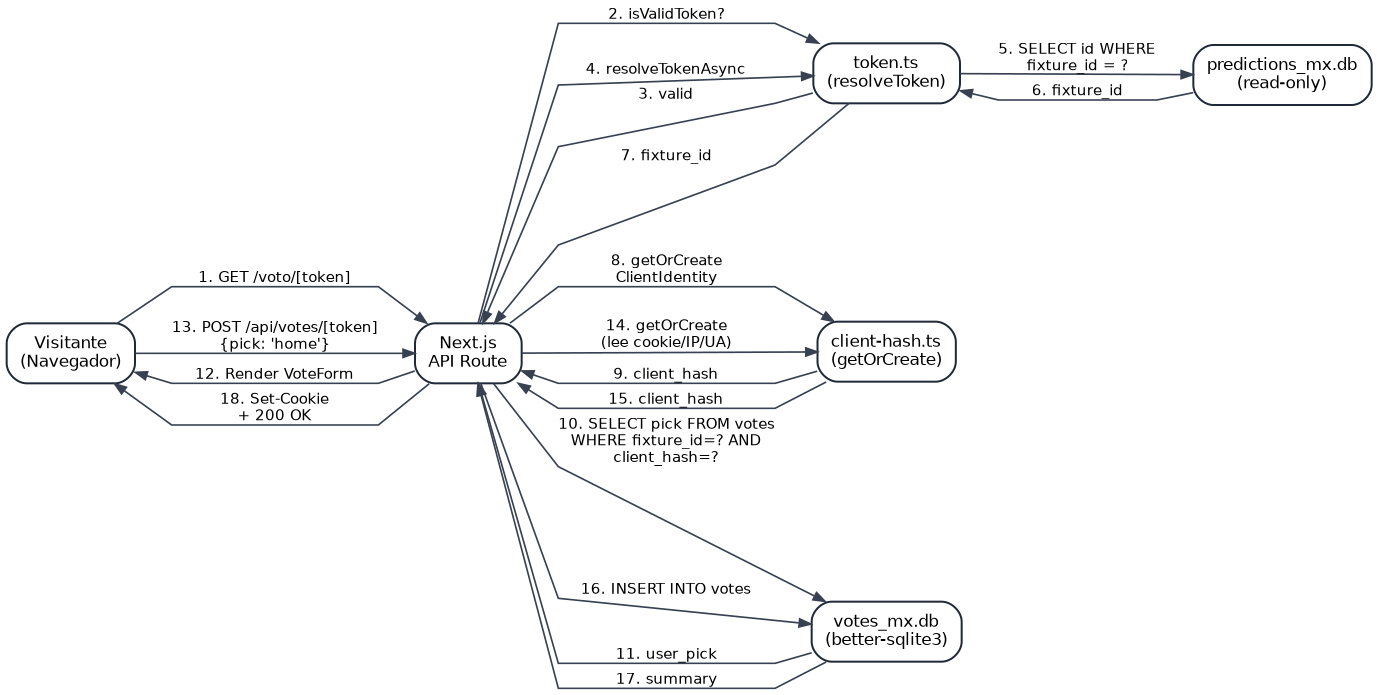 2. isValidToken?
4. resolveTokenAsync
3. valid
7. fixture_id
token.ts
(resolveToken)
5. SELECT id WHERE
fixture_id = ?
6. fixture_id
predictions_mx.db
(read-only)
1. GET /voto/[token]
13. POST /api/votes/[token]
{pick: 'home'}
12. Render VoteForm
18. Set-Cookie
+ 200 OK
Visitante
(Navegador)
Next.js
API Route
8. getOrCreate
ClientIdentity
14. getOrCreate
(lee cookie/IP/UA)
9. client_hash
15. client_hash
client-hash.ts
(getOrCreate)
10. SELECT pick FROM votes
WHERE fixture_id=? AND
client_hash=?
16. INSERT INTO votes
11. user_pick
17. summary
votes_mx.db
(better-sqlite3)